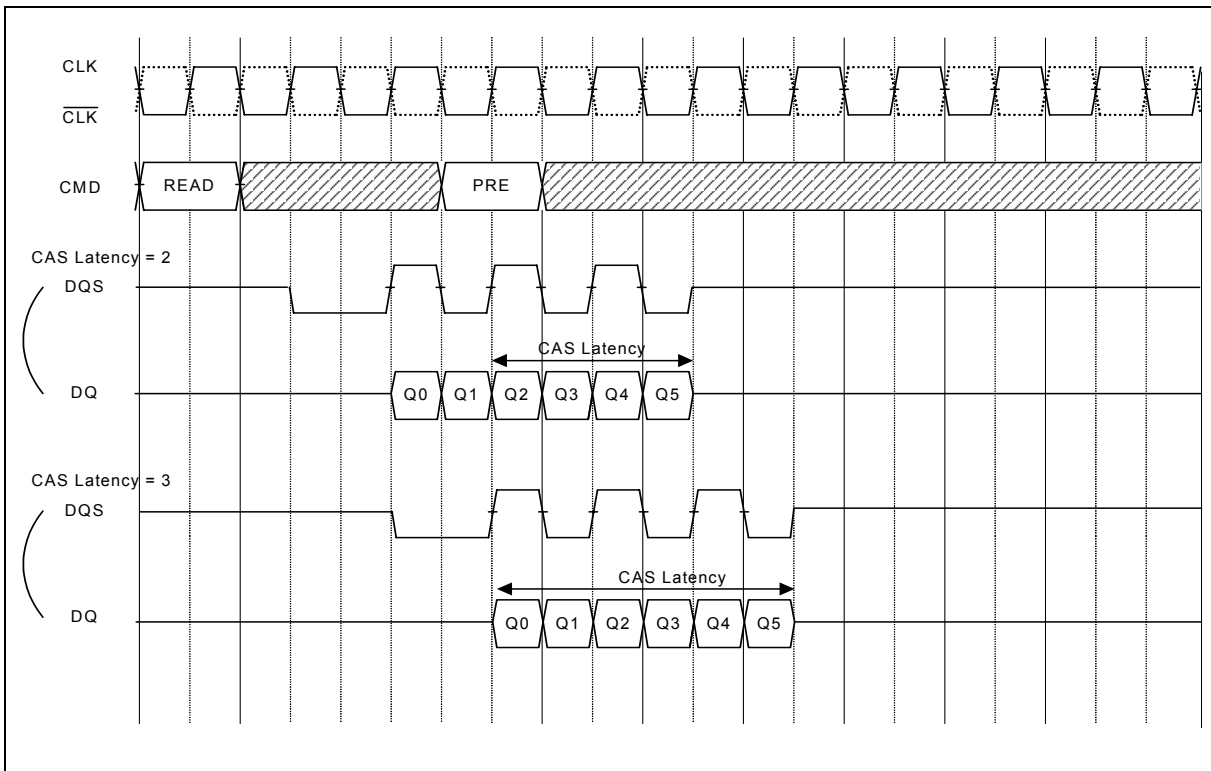 CLK
CLK
CMD READ PRE
CAS Latency = 2
DQS
CAS Latency
DQ Q0 Q1 Q2 Q3 Q4 Q5
CAS Latency = 3
DQS
CAS Latency
DQ Q0 Q1 Q2 Q3 Q4 Q5